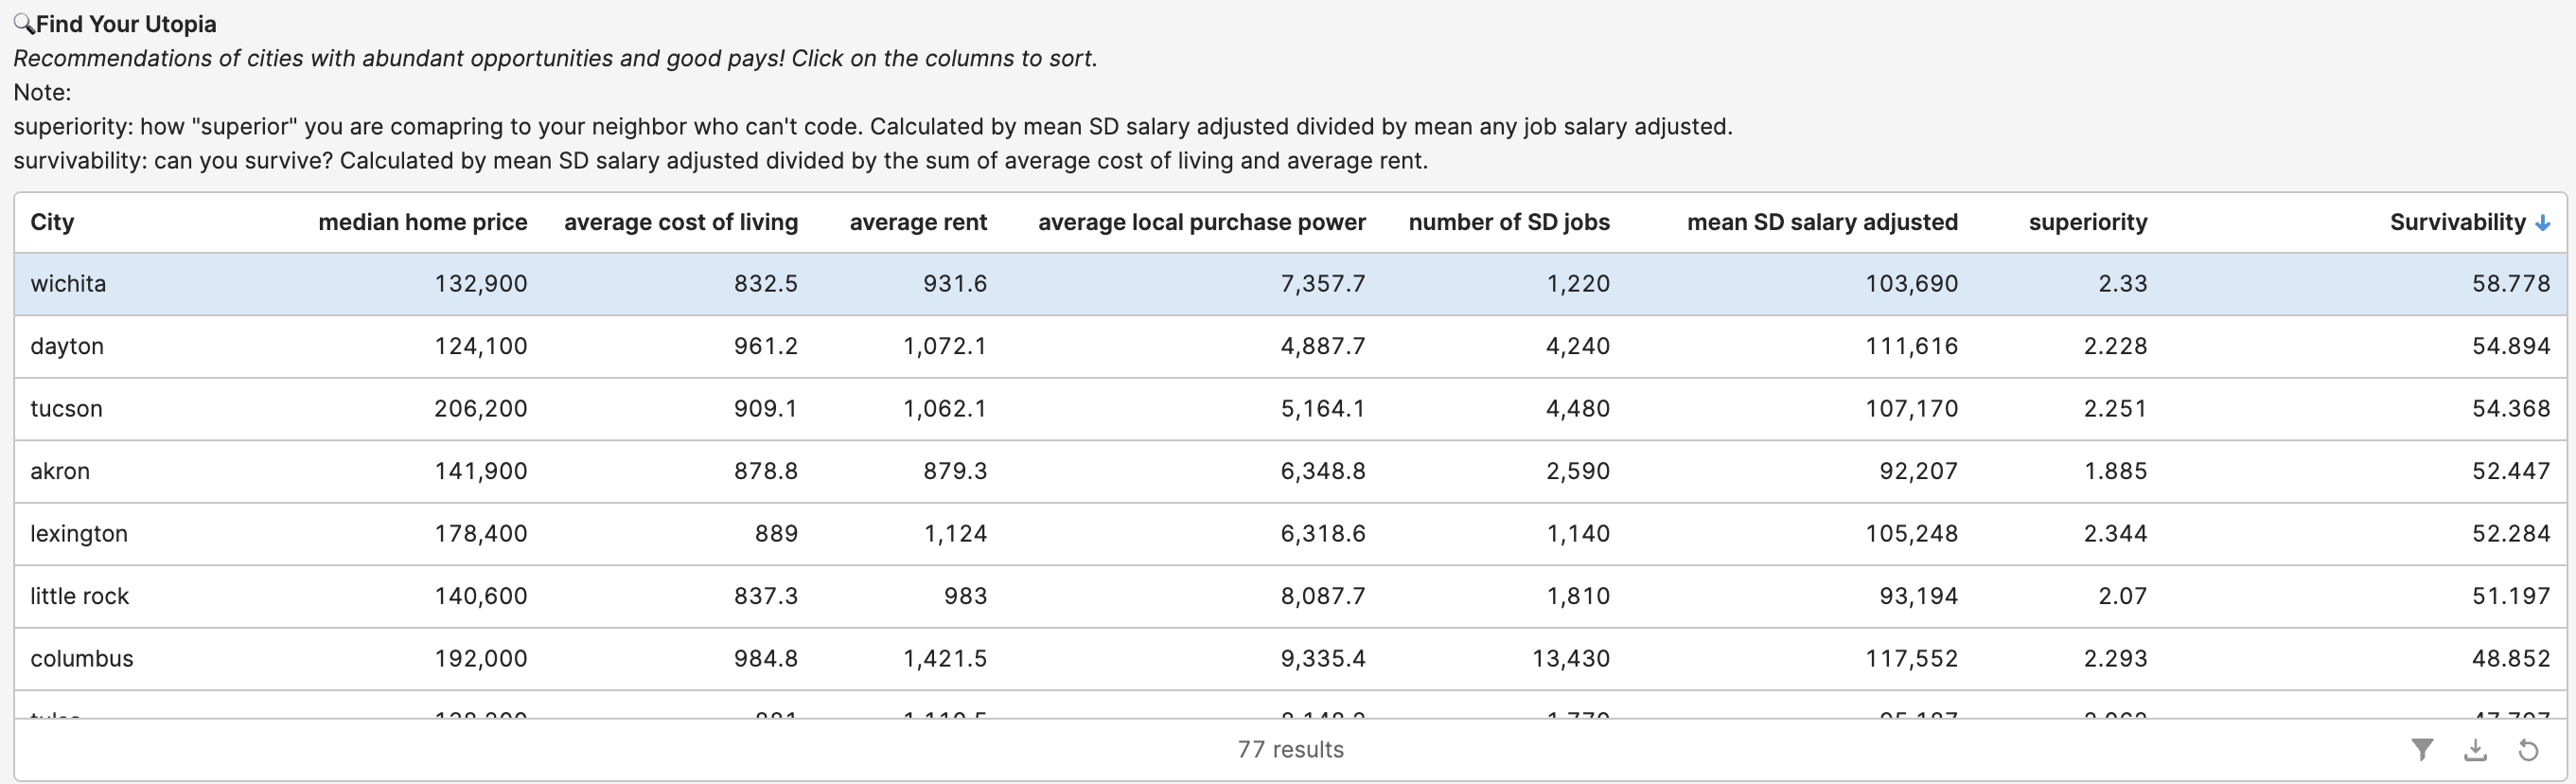 🔍Find Your Utopia
Recommendations of cities with abundant opportunities and good pays! Click on the columns to sort.
Note:
superiority: how "superior" you are comapring to your neighbor who can't code. Calculated by mean SD salary adjusted divided by mean any job salary adjusted.
survivability: can you survive? Calculated by mean SD salary adjusted divided by the sum of average cost of living and average rent.
City median home price average cost of living average rent average local purchase power number of SD jobs mean SD salary adjusted superiority Survivability ↓
wichita 132,900 832.5 931.6 7,357.7 1,220 103,690 2.33 58.778
dayton 124,100 961.2 1,072.1 4,887.7 4,240 111,616 2.228 54.894
tucson 206,200 909.1 1,062.1 5,164.1 4,480 107,170 2.251 54.368
akron 141,900 878.8 879.3 6,348.8 2,590 92,207 1.885 52.447
lexington 178,400 889 1,124 6,318.6 1,140 105,248 2.344 52.284
little rock 140,600 837.3 983 8,087.7 1,810 93,194 2.07 51.197
columbus 192,000 984.8 1,421.5 9,335.4 13,430 117,552 2.293 48.852
77 results